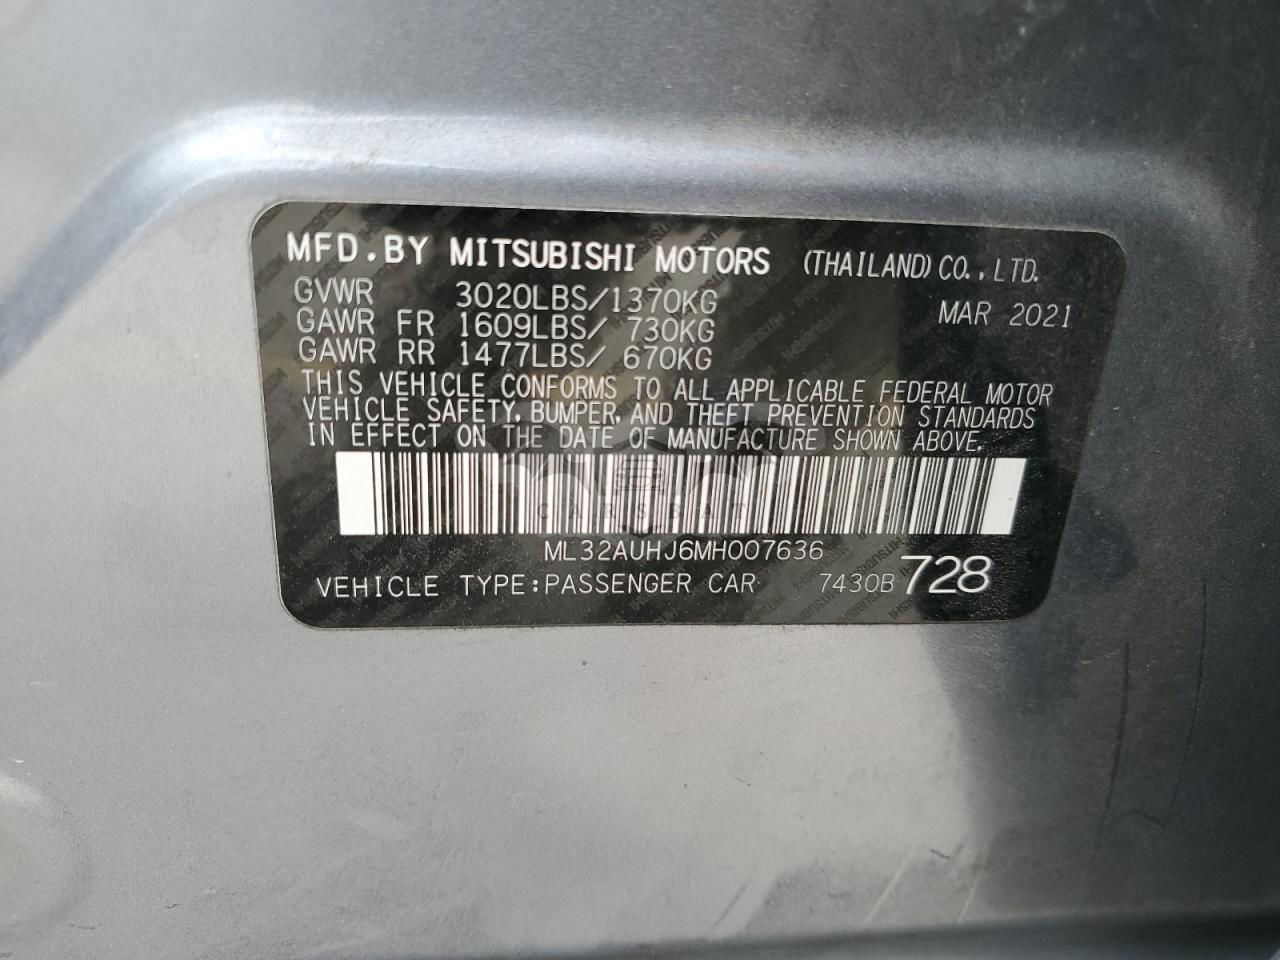 MFD.BY MITSUBISHI MOTORS (THAILAND) CO.,LTD.
GVWR 3020LBS/1370KG MAR 2021
GAWR FR 1609LBS/ 730KG
GAWR RR 1477LBS/ 670KG
THIS VEHICLE CONFORMS TO ALL APPLICABLE FEDERAL MOTOR
VEHICLE SAFETY, BUMPER, AND THEFT PREVENTION STANDARDS
IN EFFECT ON THE DATE OF MANUFACTURE SHOWN ABOVE.
ML32AUHJ6MH007636
VEHICLE TYPE:PASSENGER CAR 7430B 728